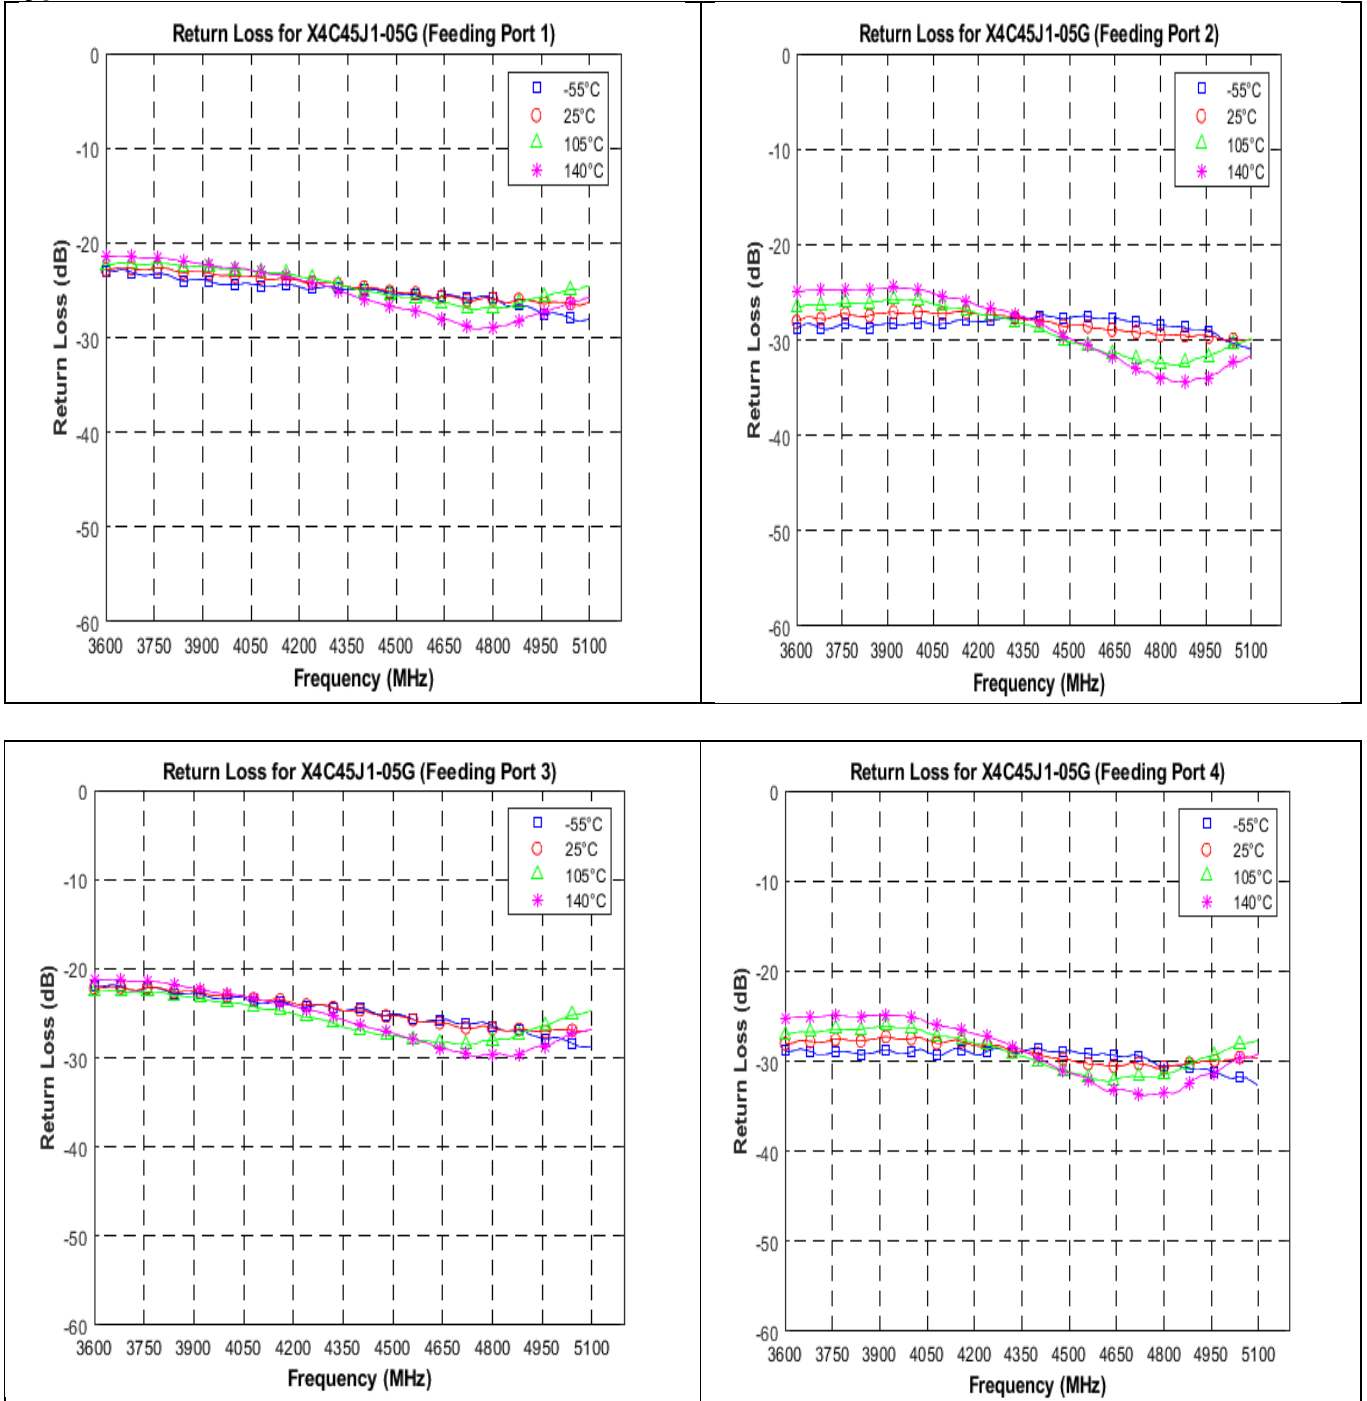 Return Loss for X4C45J1-05G (Feeding Port 1)
0
-10
-20
-30
-40
-50
-60
Return Loss (dB)
-55°C
25°C
105°C
140°C
3600 3750 3900 4050 4200 4350 4500 4650 4800 4950 5100
Frequency (MHz)
Return Loss for X4C45J1-05G (Feeding Port 2)
0
-10
-20
-30
-40
-50
-60
Return Loss (dB)
-55°C
25°C
105°C
140°C
3600 3750 3900 4050 4200 4350 4500 4650 4800 4950 5100
Frequency (MHz)
Return Loss for X4C45J1-05G (Feeding Port 3)
0
-10
-20
-30
-40
-50
-60
Return Loss (dB)
-55°C
25°C
105°C
140°C
3600 3750 3900 4050 4200 4350 4500 4650 4800 4950 5100
Frequency (MHz)
Return Loss for X4C45J1-05G (Feeding Port 4)
0
-10
-20
-30
-40
-50
-60
Return Loss (dB)
-55°C
25°C
105°C
140°C
3600 3750 3900 4050 4200 4350 4500 4650 4800 4950 5100
Frequency (MHz)